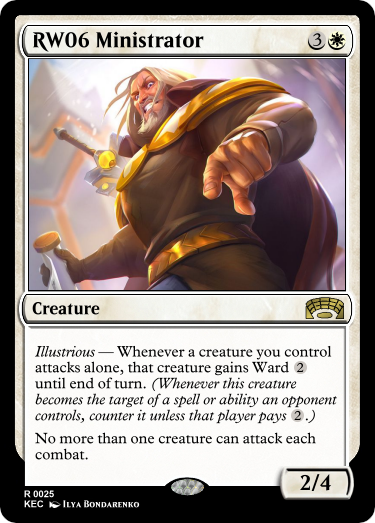 RW06 Ministrator 3
Creature
Illustrious — Whenever a creature you control
attacks alone, that creature gains Ward 2
until end of turn. (Whenever this creature
becomes the target of a spell or ability an opponent
controls, counter it unless that player pays 2.)
No more than one creature can attack each
combat.
2/4
R 0025
KEC Ilya Bondarenko